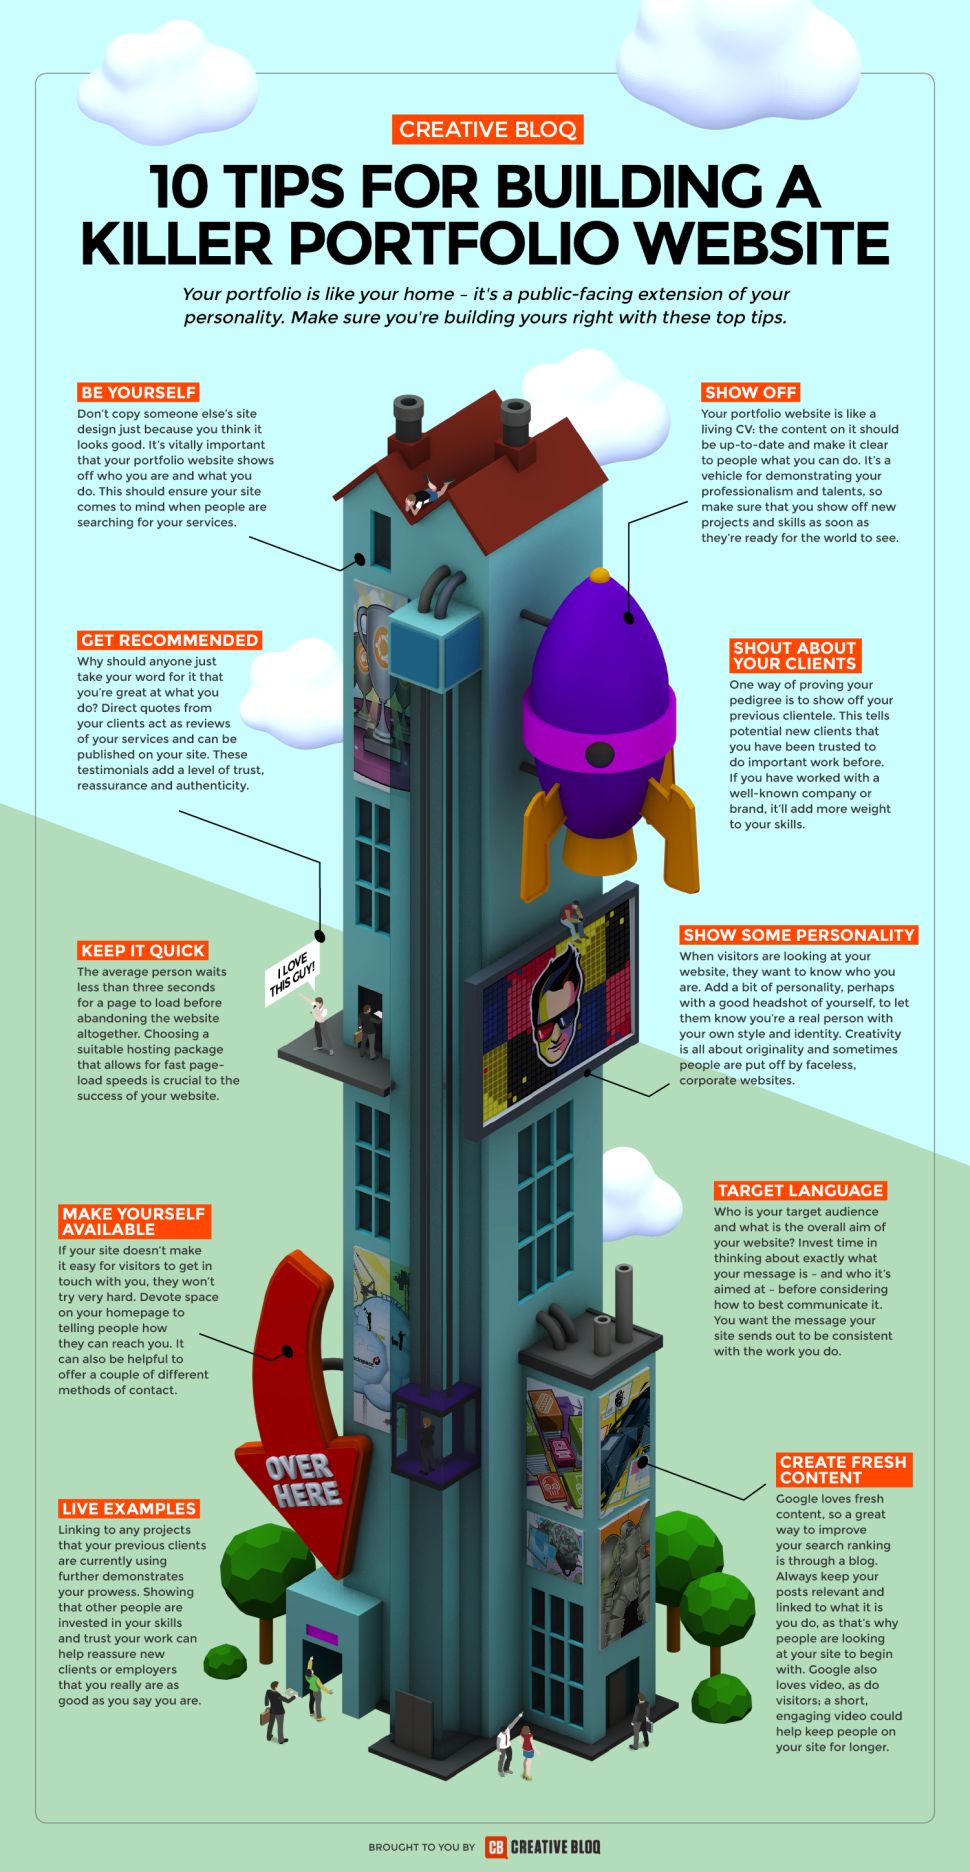 CREATIVE BLOQ
10 TIPS FOR BUILDING A
KILLER PORTFOLIO WEBSITE
Your portfolio is like your home – it's a public-facing extension of your
personality. Make sure you're building yours right with these top tips.
BE YOURSELF
Don't copy someone else's site
design just because you think it
looks good. It's vitally important
that your portfolio website shows
off who you are and what you
do. This should ensure your site
comes to mind when people are
searching for your services.
SHOW OFF
Your portfolio website is like a
living CV: the content on it should
be up-to-date and make it clear
to people what you can do. It's a
vehicle for demonstrating your
professionalism and talents, so
make sure that you show off new
projects and skills as soon as
they're ready for the world to see.
GET RECOMMENDED
Why should anyone just
take your word for it that
you're great at what you
do? Direct quotes from
your clients act as reviews
of your services and can be
published on your site. These
testimonials add a level of trust,
reassurance and authenticity.
SHOUT ABOUT
YOUR CLIENTS
One way of proving your
pedigree is to show off your
previous clientele. This tells
potential new clients that
you have been trusted to
do important work before.
If you have worked with a
well-known company or
brand, it'll add more weight
to your skills.
KEEP IT QUICK
The average person waits
less than three seconds
for a page to load before
abandoning the website
altogether. Choosing a
suitable hosting package
that allows for fast page-
load speeds is crucial to the
success of your website.
I LOVE
THIS GUY!
SHOW SOME PERSONALITY
When visitors are looking at your
website, they want to know who you
are. Add a bit of personality, perhaps
with a good headshot of yourself, to let
them know you're a real person with
your own style and identity. Creativity
is all about originality and sometimes
people are put off by faceless,
corporate websites.
MAKE YOURSELF
AVAILABLE
If your site doesn't make
it easy for visitors to get in
touch with you, they won't
try very hard. Devote space
on your homepage to
telling people how
they can reach you. It
can also be helpful to
offer a couple of different
methods of contact.
TARGET LANGUAGE
Who is your target audience
and what is the overall aim of
your website? Invest time in
thinking about exactly what
your message is – and who it's
aimed at – before considering
how to best communicate it.
You want the message your
site sends out to be consistent
with the work you do.
OVER
HERE
LIVE EXAMPLES
Linking to any projects
that your previous clients
are currently using
further demonstrates
your prowess. Showing
that other people are
invested in your skills
and trust your work can
help reassure new
clients or employers
that you really are as
good as you say you are.
CREATE FRESH
CONTENT
Google loves fresh
content, so a great
way to improve
your search ranking
is through a blog.
Always keep your
posts relevant and
linked to what it is
you do, as that's why
people are looking
at your site to begin
with. Google also
loves video, as do
visitors; a short,
engaging video could
help keep people on
your site for longer.
BROUGHT TO YOU BY CB CREATIVE BLOQ